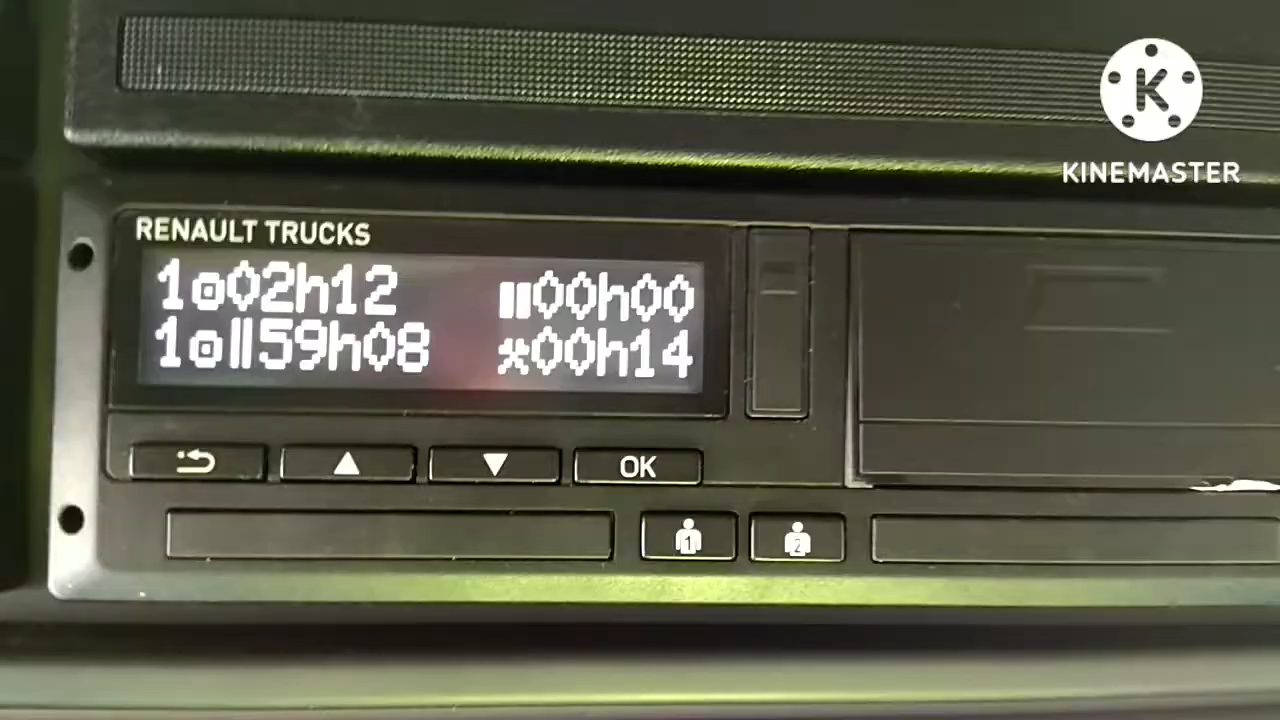 K
KINEMASTER
RENAULT TRUCKS
1 02h12 00h00
1 || 59h08 00h14
OK
1
2